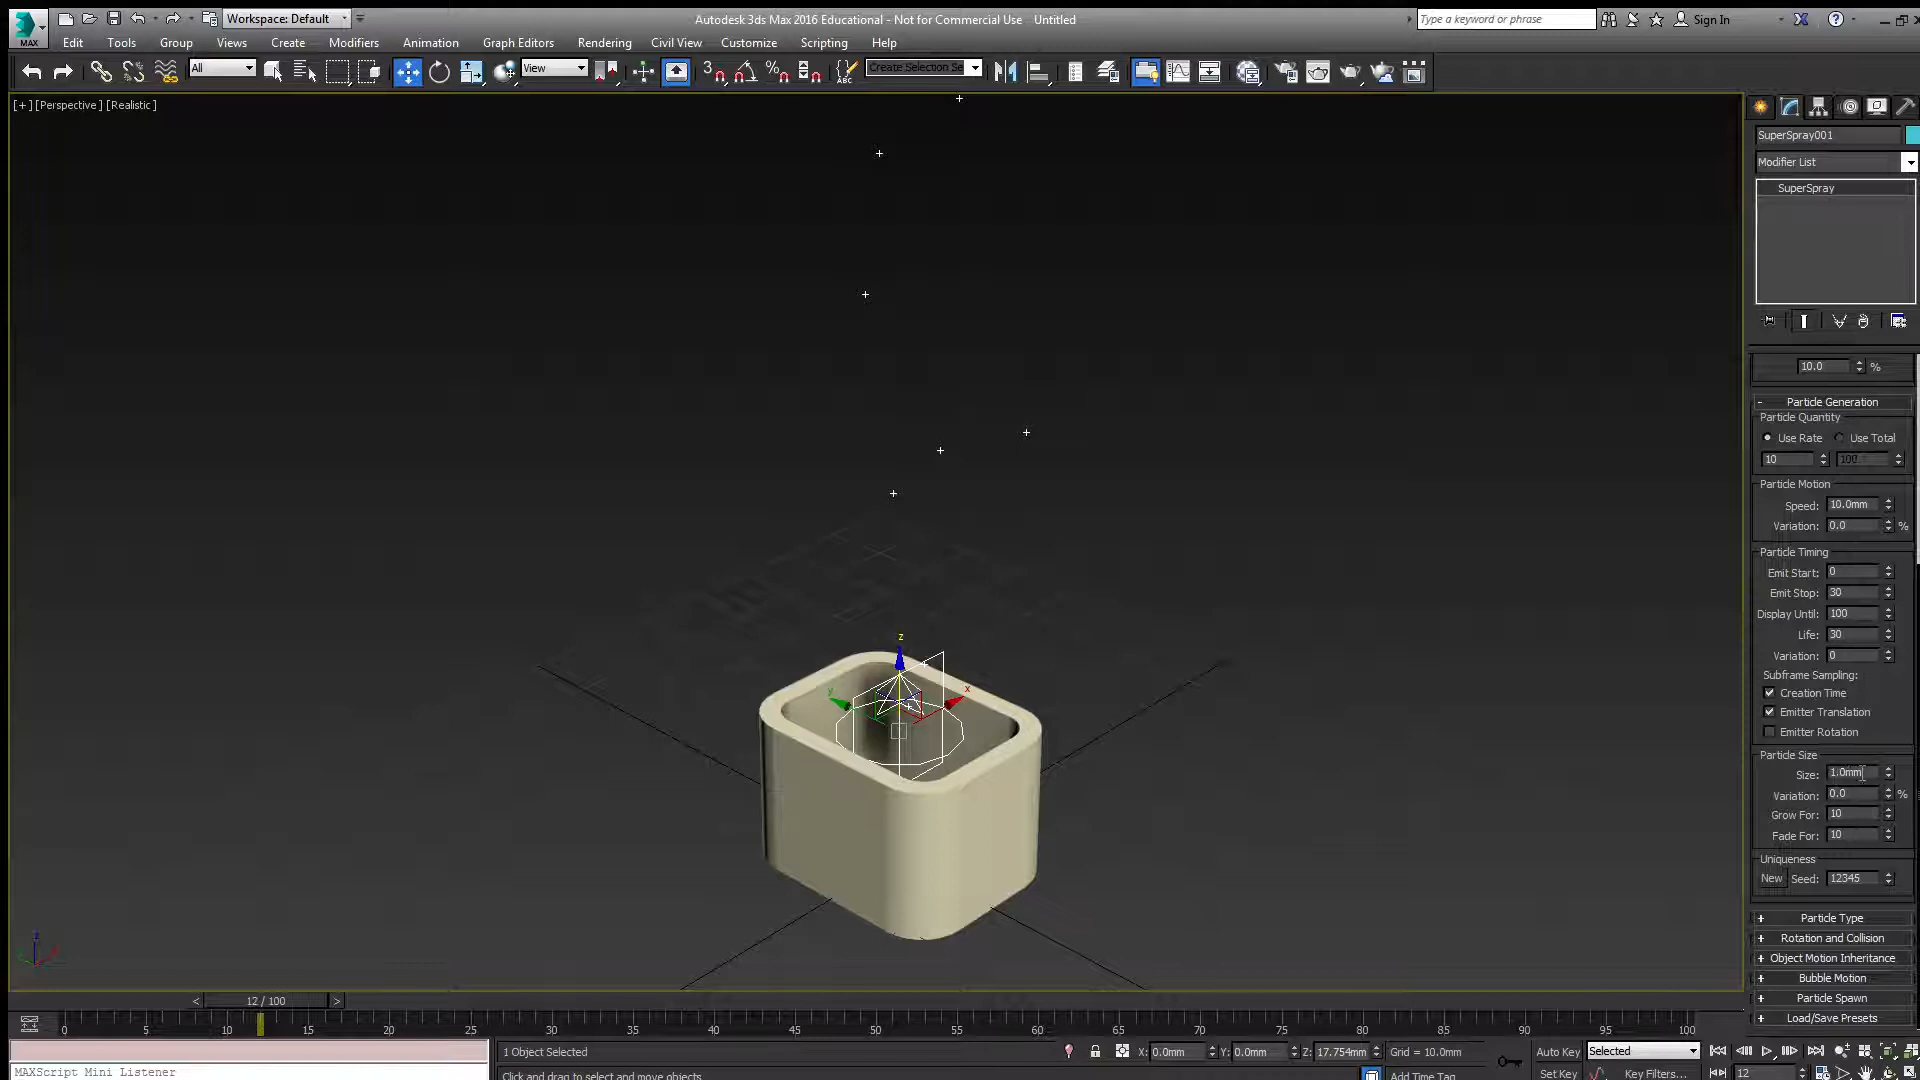 Workspace: Default
Autodesk 3ds Max 2016 Educational - Not for Commercial Use    Untitled
Type a keyword or phrase
Sign In
MAX
Edit
Tools
Group
Views
Create
Modifiers
Animation
Graph Editors
Rendering
Civil View
Customize
Scripting
Help
All
View
3
Create Selection Se
[+] [Perspective] [Realistic]
SuperSpray001
Modifier List
SuperSpray
10.0 %
- Particle Generation
Particle Quantity
Use Rate
Use Total
10
100
Particle Motion
Speed: 10.0mm
Variation: 0.0 %
Particle Timing
Emit Start: 0
Emit Stop: 30
Display Until: 100
Life: 30
Variation: 0
Subframe Sampling:
Creation Time
Emitter Translation
Emitter Rotation
Particle Size
Size: 1.0mm
Variation: 0.0 %
Grow For: 10
Fade For: 10
Uniqueness
New Seed: 12345
+ Particle Type
+ Rotation and Collision
+ Object Motion Inheritance
+ Bubble Motion
+ Particle Spawn
+ Load/Save Presets
z
y
x
z
< 12 / 100 >
0 5 10 15 20 25 30 35 40 45 50 55 60 65 70 75 80 85 90 95 100
1 Object Selected
X: 0.0mm
Y: 0.0mm
Z: 17.754mm
Grid = 10.0mm
Auto Key
Selected
MAXScript Mini Listener
Click and drag to select and move objects
Add Time Tag
Set Key
Key Filters...
12